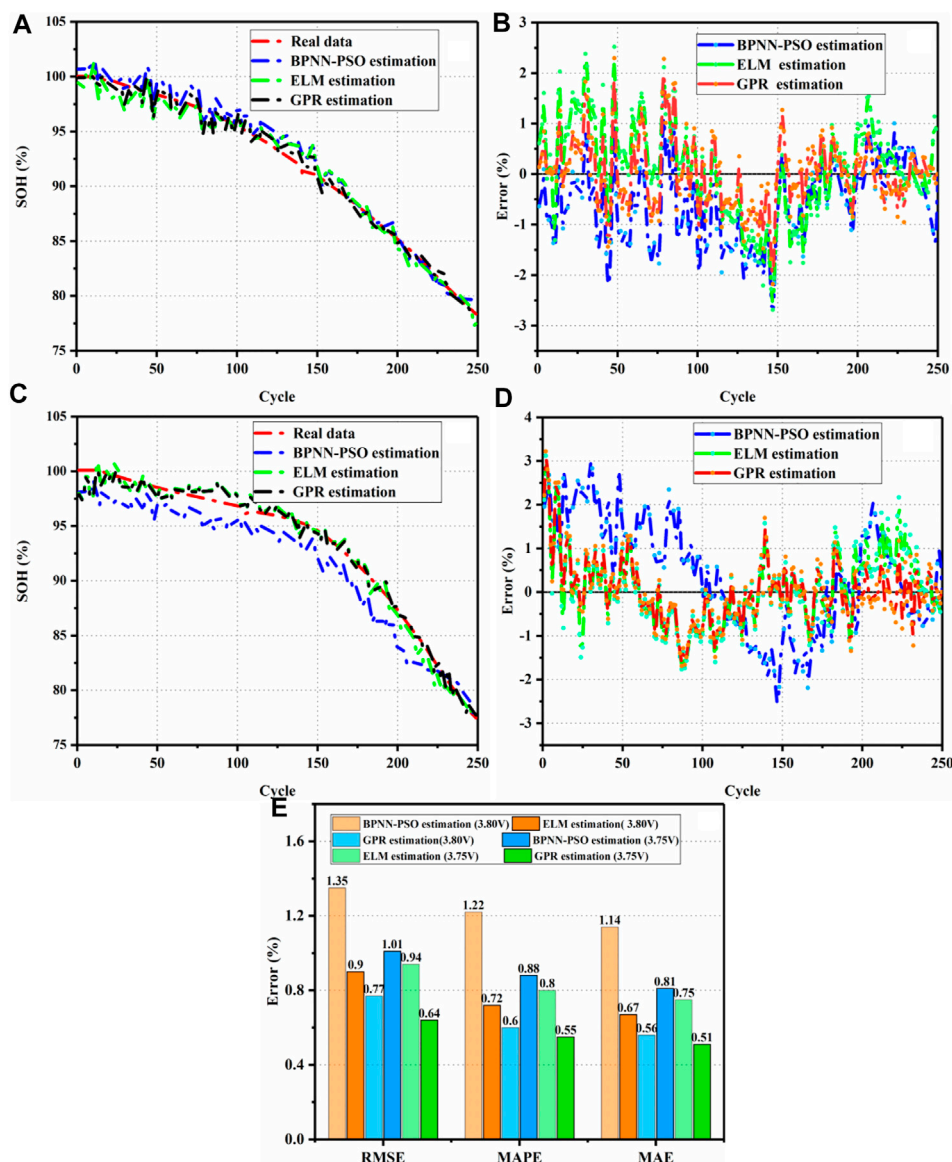 A
105
100
95
90
85
80
75
SOH (%)
Real data
BPNN-PSO estimation
ELM estimation
GPR estimation
0 50 100 150 200 250
Cycle
B
3
2
1
0
-1
-2
-3
Error (%)
BPNN-PSO estimation
ELM estimation
GPR estimation
0 50 100 150 200 250
Cycle
C
105
100
95
90
85
80
75
SOH (%)
Real data
BPNN-PSO estimation
ELM estimation
GPR estimation
0 50 100 150 200 250
Cycle
D
4
3
2
1
0
-1
-2
-3
Error (%)
BPNN-PSO estimation
ELM estimation
GPR estimation
0 50 100 150 200 250
Cycle
E
1.6
1.2
0.8
0.4
0.0
Error (%)
BPNN-PSO estimation (3.80V) ELM estimation( 3.80V)
GPR estimation(3.80V) BPNN-PSO estimation (3.75V)
ELM estimation (3.75V) GPR estimation (3.75V)
1.35 0.9 0.77 1.01 0.94 0.64
1.22 0.72 0.6 0.88 0.8 0.55
1.14 0.67 0.56 0.81 0.75 0.51
RMSE MAPE MAE